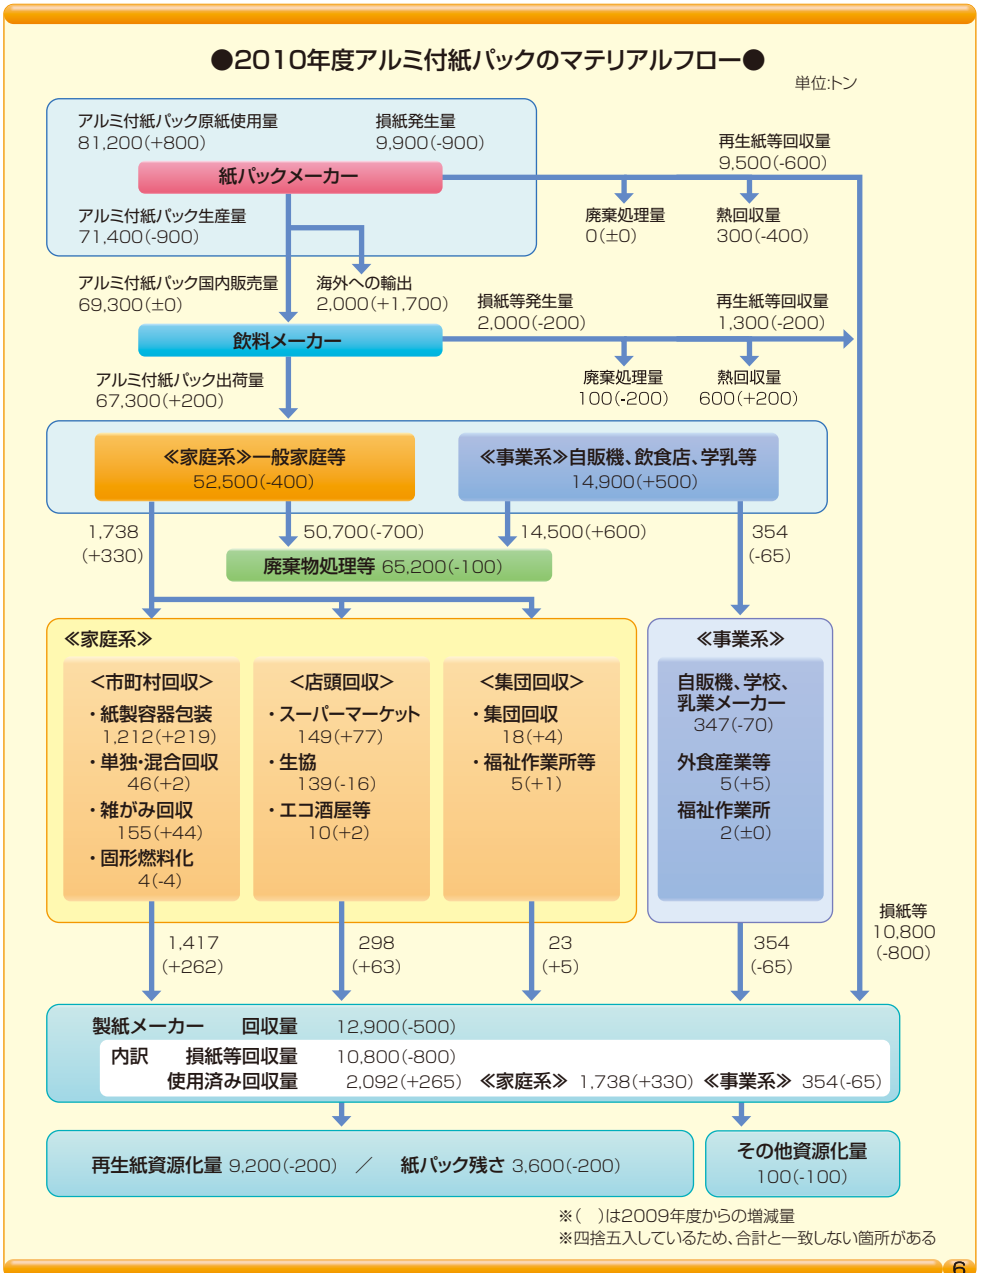 ●2010年度アルミ付紙パックのマテリアルフロー●
単位:トン
アルミ付紙パック原紙使用量
81,200(+800)
損紙発生量
9,900(-900)
紙パックメーカー
再生紙等回収量
9,500(-600)
廃棄処理量
0(±0)
熱回収量
300(-400)
アルミ付紙パック生産量
71,400(-900)
アルミ付紙パック国内販売量
69,300(±0)
海外への輸出
2,000(+1,700)
損紙等発生量
2,000(-200)
再生紙等回収量
1,300(-200)
飲料メーカー
廃棄処理量
100(-200)
熱回収量
600(+200)
アルミ付紙パック出荷量
67,300(+200)
≪家庭系≫一般家庭等
52,500(-400)
≪事業系≫自販機、飲食店、学乳等
14,900(+500)
1,738
(+330)
50,700(-700)
14,500(+600)
354
(-65)
廃棄物処理等 65,200(-100)
≪家庭系≫
<市町村回収>
・紙製容器包装
1,212(+219)
・単独・混合回収
46(+2)
・雑がみ回収
155(+44)
・固形燃料化
4(-4)
<店頭回収>
・スーパーマーケット
149(+77)
・生協
139(-16)
・エコ酒屋等
10(+2)
<集団回収>
・集団回収
18(+4)
・福祉作業所等
5(+1)
≪事業系≫
自販機、学校、
乳業メーカー
347(-70)
外食産業等
5(+5)
福祉作業所
2(±0)
1,417
(+262)
298
(+63)
23
(+5)
354
(-65)
損紙等
10,800
(-800)
製紙メーカー 回収量 12,900(-500)
内訳 損紙等回収量 10,800(-800)
使用済み回収量 2,092(+265) ≪家庭系≫ 1,738(+330) ≪事業系≫ 354(-65)
再生紙資源化量 9,200(-200) ／ 紙パック残さ 3,600(-200)
その他資源化量
100(-100)
※( )は2009年度からの増減量
※四捨五入しているため、合計と一致しない箇所がある
6